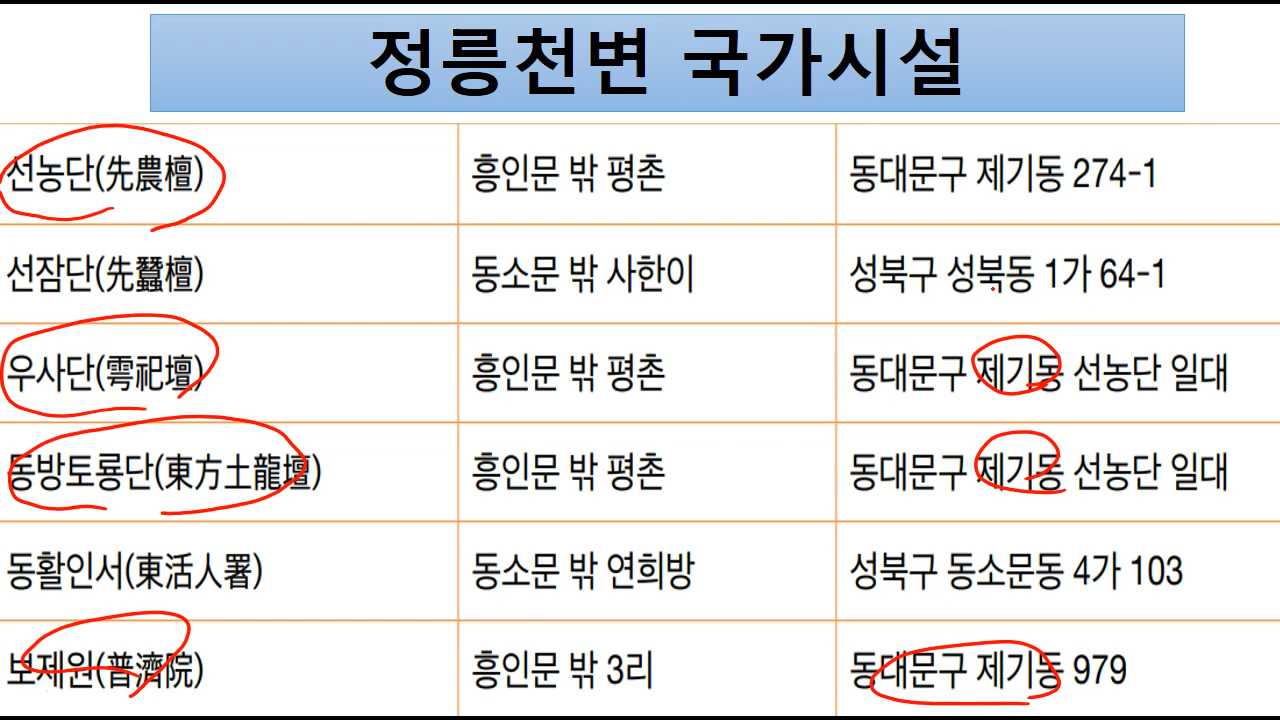 정릉천변 국가시설
선농단(先農檀) 흥인문 밖 평촌 동대문구 제기동 274-1
선잠단(先蠶檀) 동소문 밖 사한이 성북구 성북동 1가 64-1
우사단(雩祀壇) 흥인문 밖 평촌 동대문구 제기동 선농단 일대
동방토룡단(東方土龍壇) 흥인문 밖 평촌 동대문구 제기동 선농단 일대
동활인서(東活人署) 동소문 밖 연희방 성북구 동소문동 4가 103
보제원(普濟院) 흥인문 밖 3리 동대문구 제기동 979